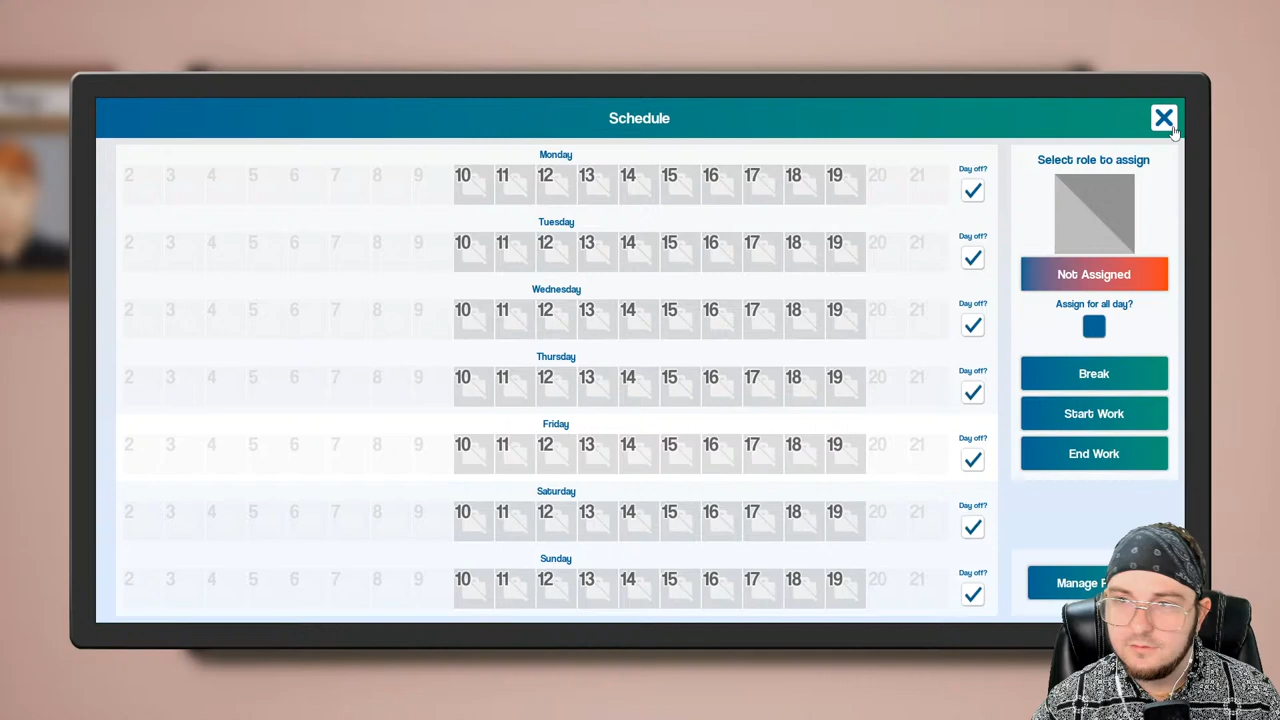 Schedule
Monday
2 3 4 5 6 7 8 9 10 11 12 13 14 15 16 17 18 19 20 21
Day off?
Tuesday
2 3 4 5 6 7 8 9 10 11 12 13 14 15 16 17 18 19 20 21
Day off?
Wednesday
2 3 4 5 6 7 8 9 10 11 12 13 14 15 16 17 18 19 20 21
Day off?
Thursday
2 3 4 5 6 7 8 9 10 11 12 13 14 15 16 17 18 19 20 21
Day off?
Friday
2 3 4 5 6 7 8 9 10 11 12 13 14 15 16 17 18 19 20 21
Day off?
Saturday
2 3 4 5 6 7 8 9 10 11 12 13 14 15 16 17 18 19 20 21
Day off?
Sunday
2 3 4 5 6 7 8 9 10 11 12 13 14 15 16 17 18 19 20 21
Day off?
Select role to assign
Not Assigned
Assign for all day?
Break
Start Work
End Work
Manage